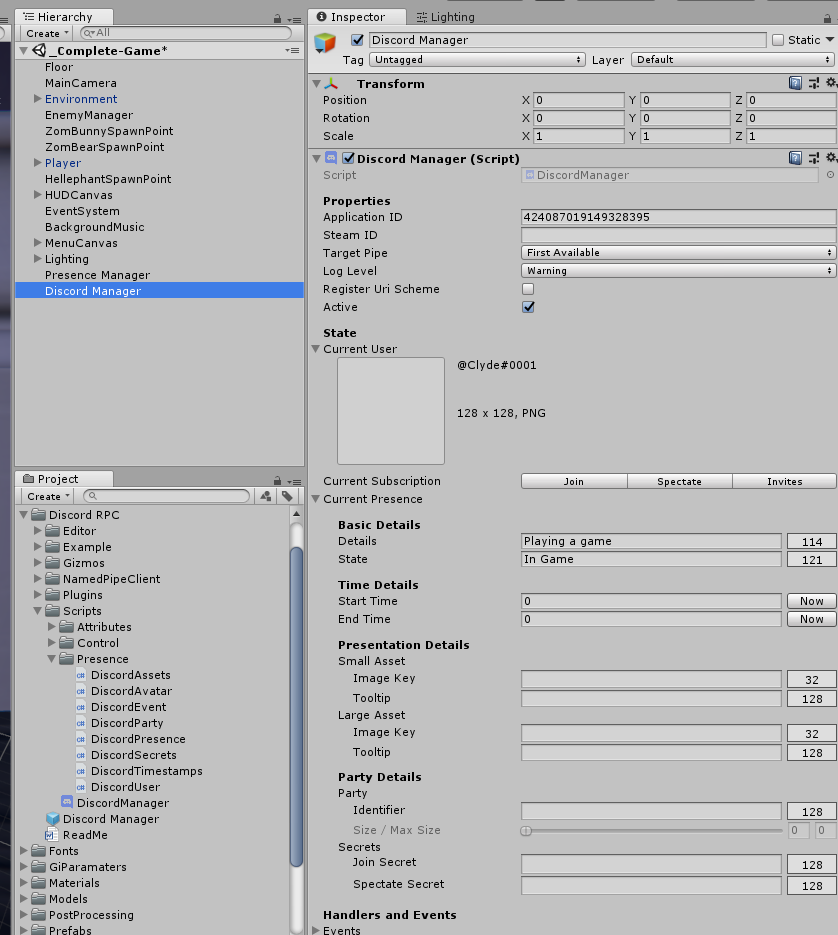 Hierarchy
Create
All
_Complete-Game*
Floor
MainCamera
Environment
EnemyManager
ZomBunnySpawnPoint
ZomBearSpawnPoint
Player
HellephantSpawnPoint
HUDCanvas
EventSystem
BackgroundMusic
MenuCanvas
Lighting
Presence Manager
Discord Manager
Project
Create
Discord RPC
Editor
Example
Gizmos
NamedPipeClient
Plugins
Scripts
Attributes
Control
Presence
DiscordAssets
DiscordAvatar
DiscordEvent
DiscordParty
DiscordPresence
DiscordSecrets
DiscordTimestamps
DiscordUser
DiscordManager
Discord Manager
ReadMe
Fonts
GiParamaters
Materials
Models
PostProcessing
Prefabs
Inspector Lighting
Discord Manager Static
Tag Untagged Layer Default
Transform
Position X 0 Y 0 Z 0
Rotation X 0 Y 0 Z 0
Scale X 1 Y 1 Z 1
Discord Manager (Script)
Script DiscordManager
Properties
Application ID 424087019149328395
Steam ID
Target Pipe First Available
Log Level Warning
Register Uri Scheme
Active
State
Current User
@Clyde#0001
128 x 128, PNG
Current Subscription Join Spectate Invites
Current Presence
Basic Details
Details Playing a game 114
State In Game 121
Time Details
Start Time 0 Now
End Time 0 Now
Presentation Details
Small Asset
Image Key 32
Tooltip 128
Large Asset
Image Key 32
Tooltip 128
Party Details
Party
Identifier 128
Size / Max Size 0 0
Secrets
Join Secret 128
Spectate Secret 128
Handlers and Events
Events